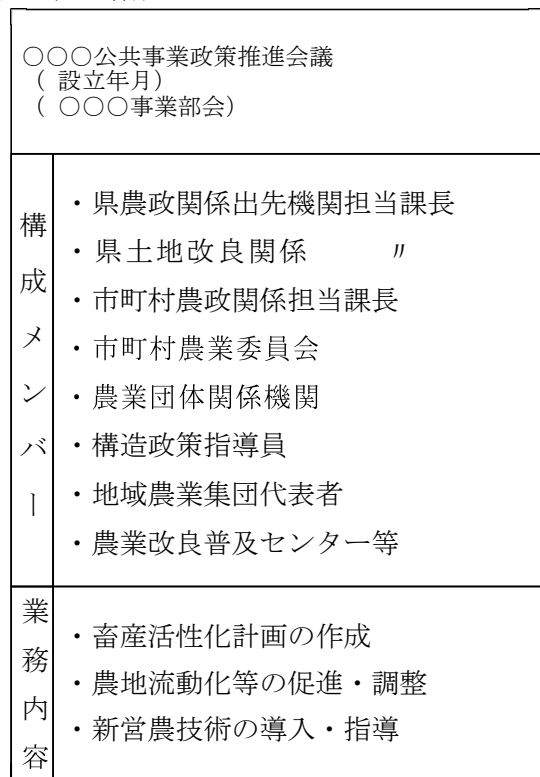 ○○○公共事業政策推進会議
（ 設立年月）
（ ○○○事業部会）
構成メンバー
・県農政関係出先機関担当課長
・県土地改良関係　　〃
・市町村農政関係担当課長
・市町村農業委員会
・農業団体関係機関
・構造政策指導員
・地域農業集団代表者
・農業改良普及センター等
業務内容
・畜産活性化計画の作成
・農地流動化等の促進・調整
・新営農技術の導入・指導